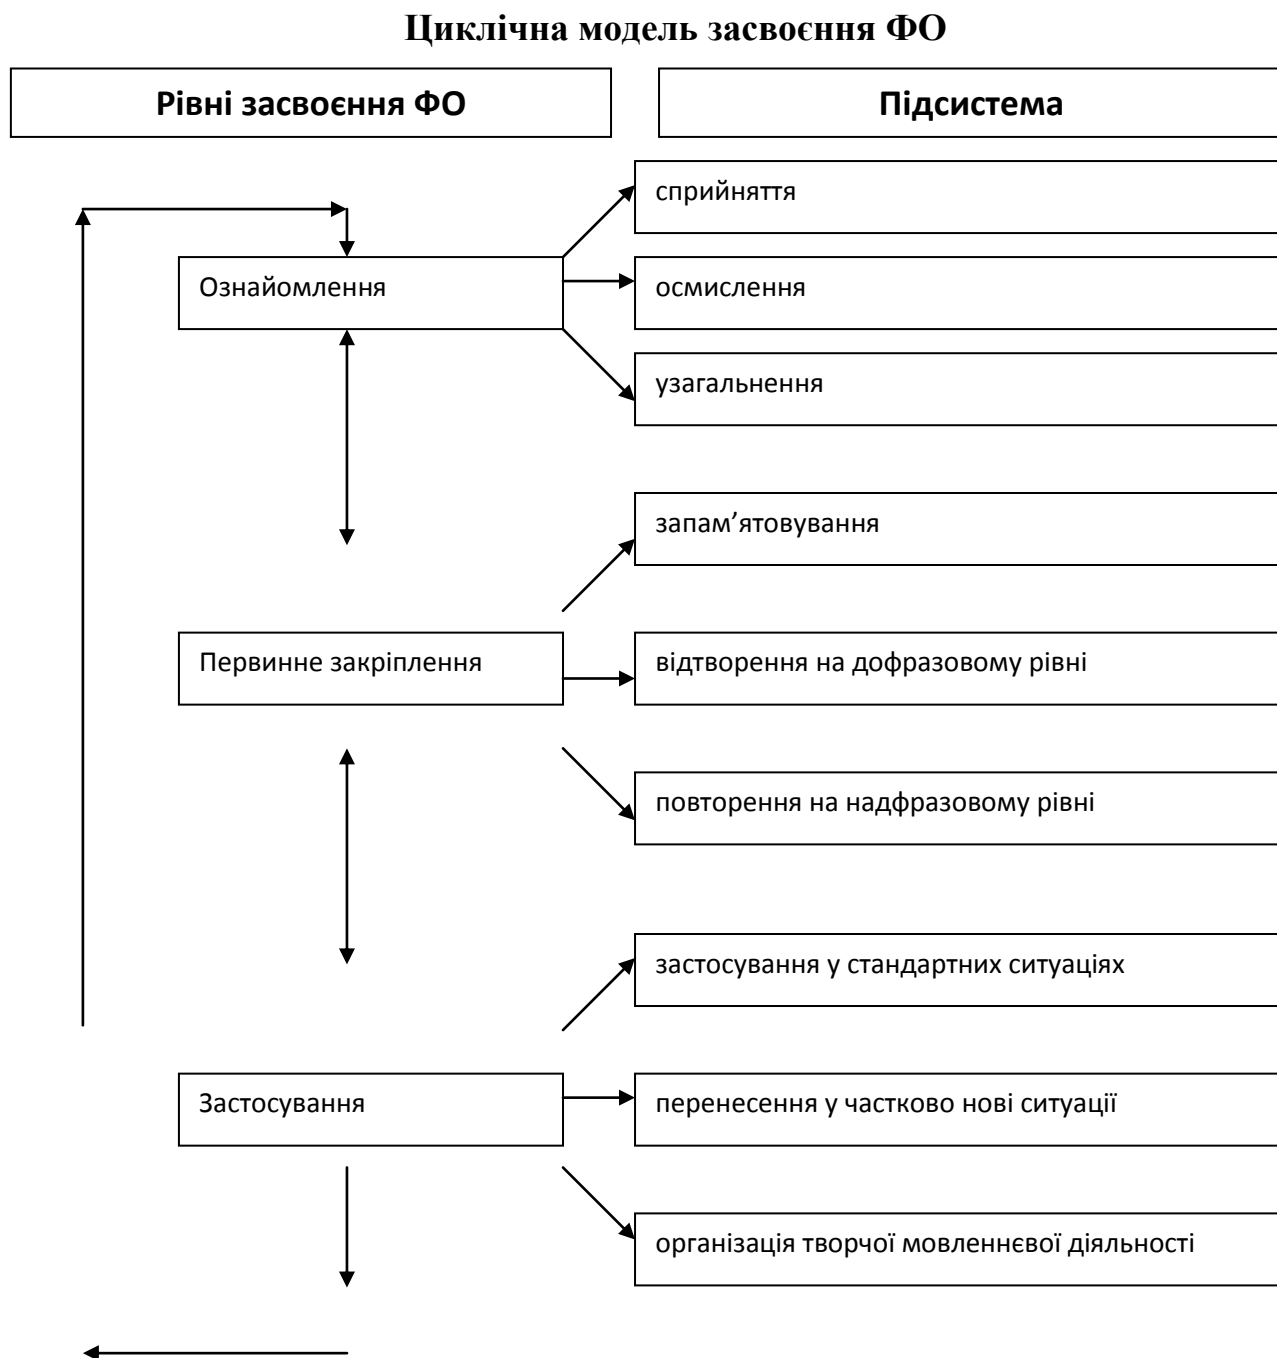 Циклічна модель засвоєння ФО
Рівні засвоєння ФО
Підсистема
сприйняття
Ознайомлення
осмислення
узагальнення
запам’ятовування
Первинне закріплення
відтворення на дофразовому рівні
повторення на надфразовому рівні
застосування у стандартних ситуаціях
Застосування
перенесення у частково нові ситуації
організація творчої мовленнєвої діяльності